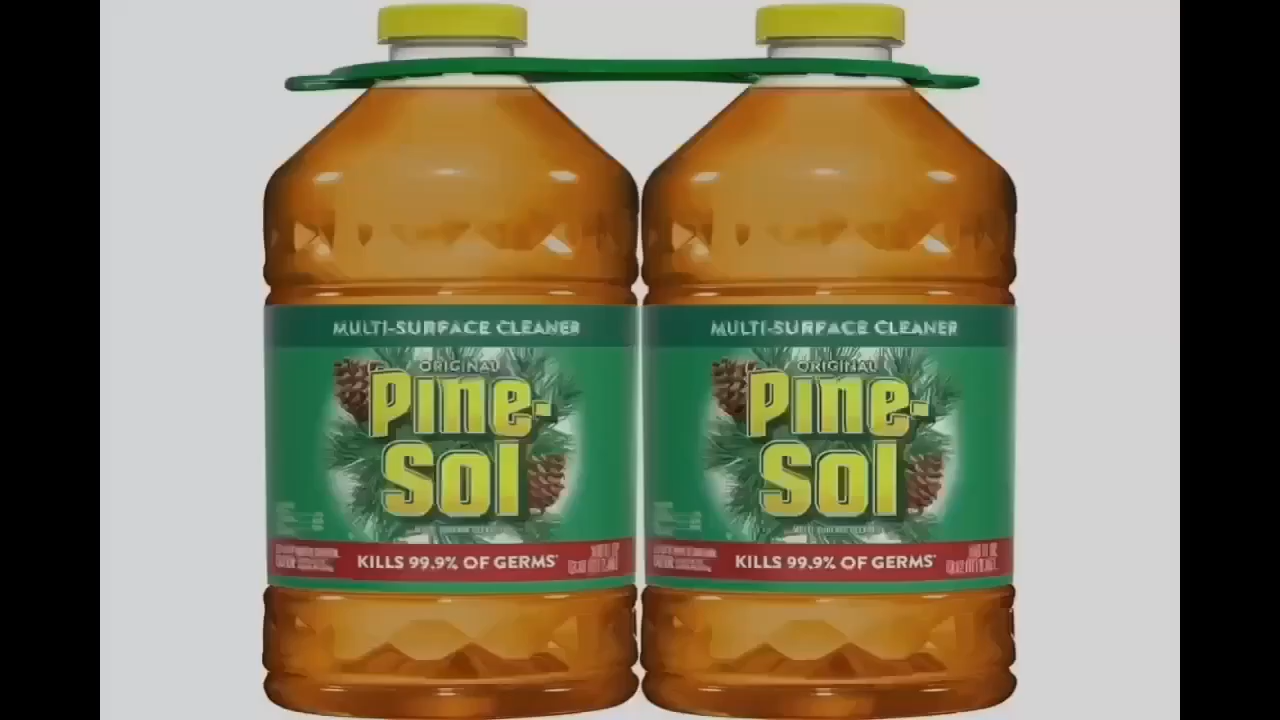 MULTI-SURFACE CLEANER
ORIGINAL
Pine-
Sol
KILLS 99.9% OF GERMS*
MULTI-SURFACE CLEANER
ORIGINAL
Pine-
Sol
KILLS 99.9% OF GERMS*